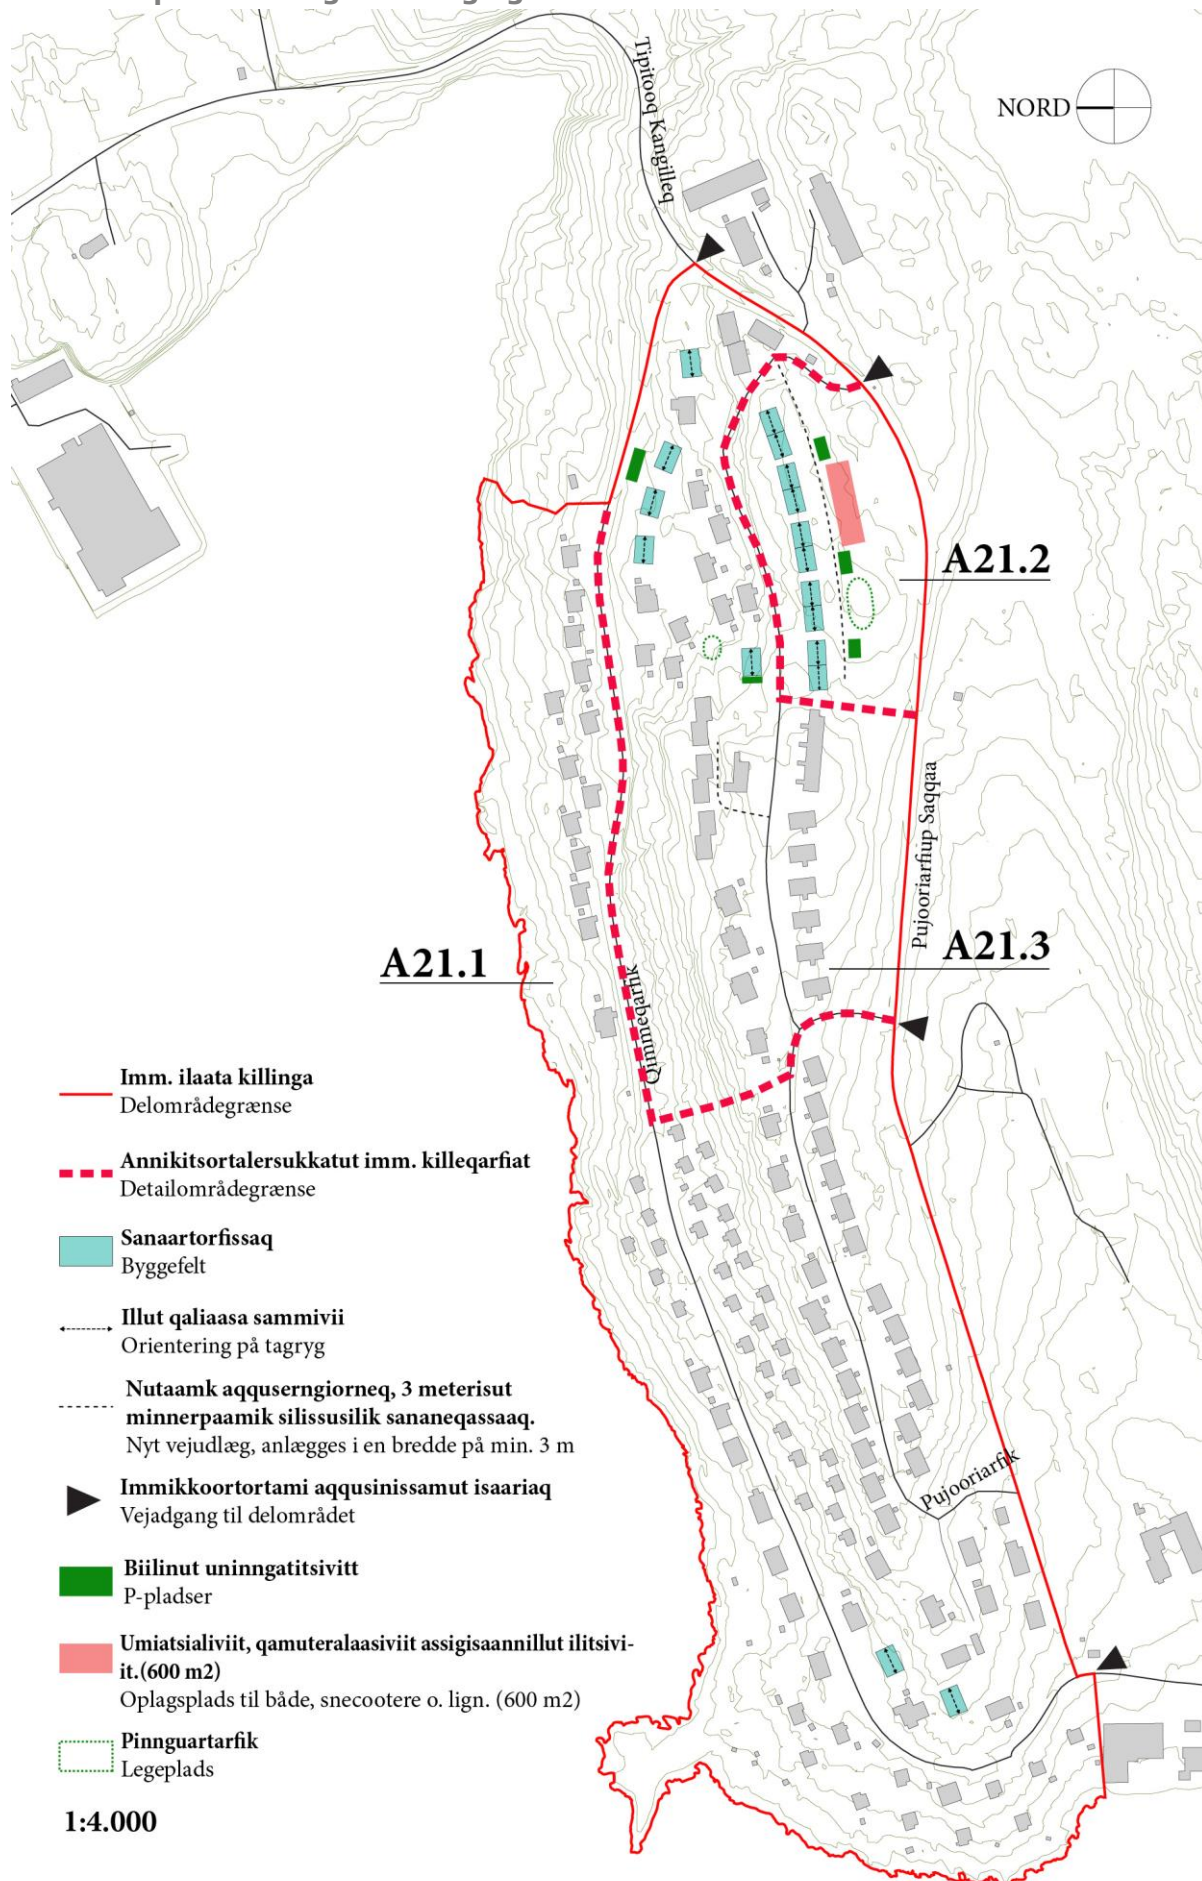 NORD
Tipitooq Kangilleq
A21.2
Pujooriarfiup Saqqaa
A21.3
A21.1
Qimmeqarfik
Pujooriarfik
Imm. ilaata killinga
Delområdegrænse
Annikitsortalersukkatut imm. killeqarfiat
Detailområdegrænse
Sanaartorfissaq
Byggefelt
Illut qaliaasa sammivii
Orientering på tagryg
Nutaamk aqquserngiorneq, 3 meterisut
minnerpaamik silissusilik sananeqassaaq.
Nyt vejudlæg, anlægges i en bredde på min. 3 m
Immikkoortortami aqqusinissamut isaariaq
Vejadgang til delområdet
Biilinut uninngatitsivitt
P-pladser
Umiatsialiviit, qamuteralaasiviit assigisaannillut ilitsivi-
it.(600 m2)
Oplagsplads til både, snecootere o. lign. (600 m2)
Pinnguartarfik
Legeplads
1:4.000